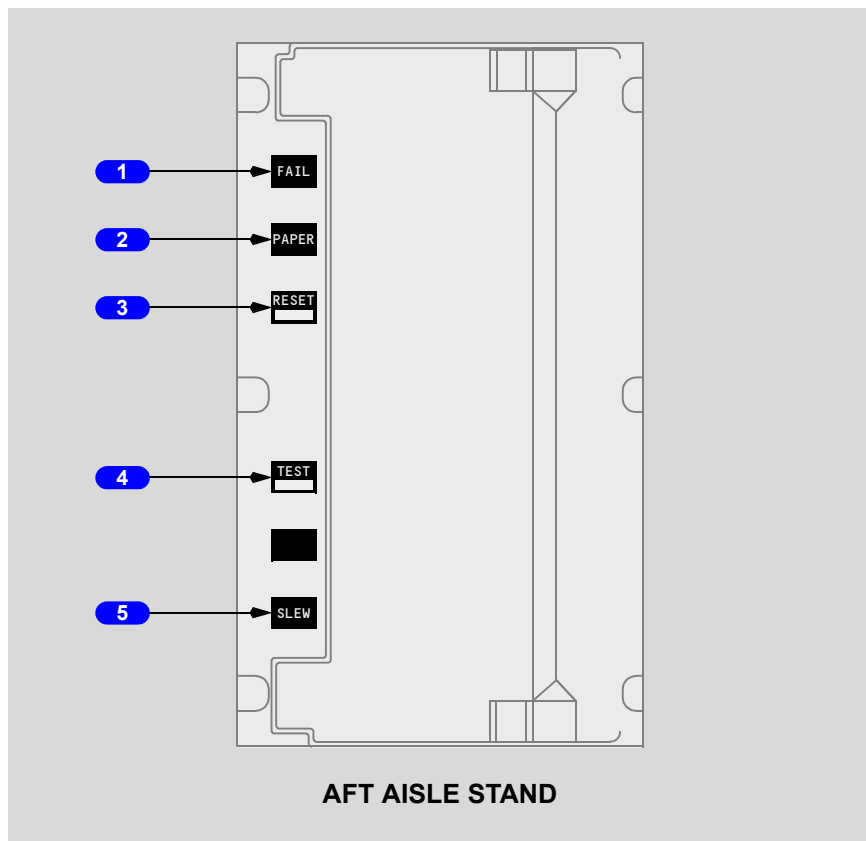 1
FAIL
2
PAPER
3
RESET
4
TEST
5
SLEW
AFT AISLE STAND